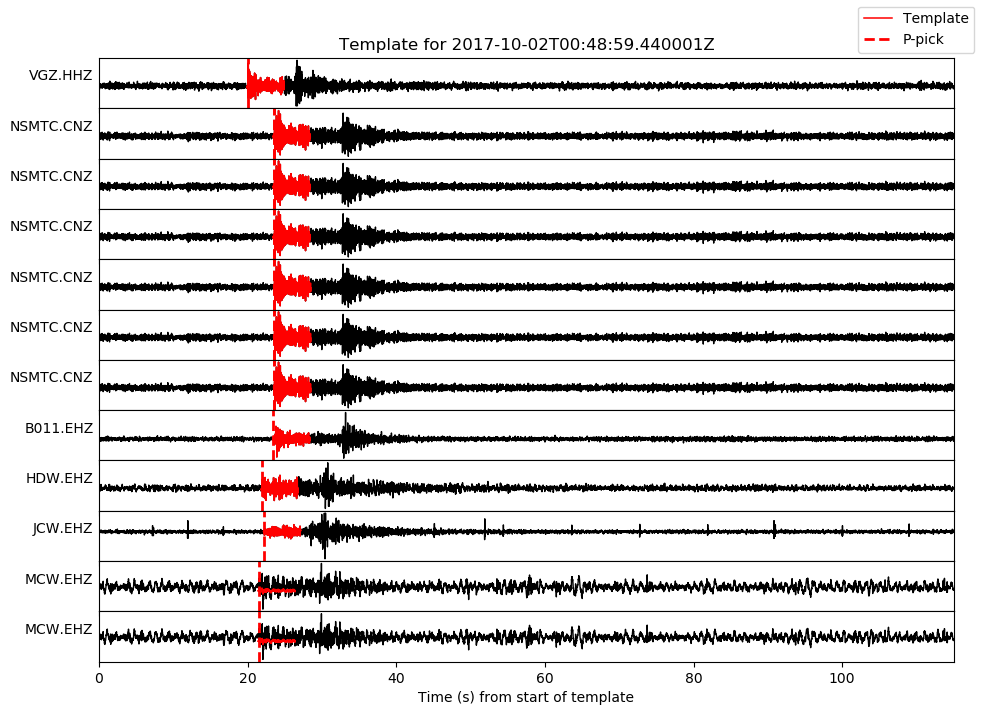 Template
P-pick
Template for 2017-10-02T00:48:59.440001Z
VGZ.HHZ
NSMTC.CNZ
NSMTC.CNZ
NSMTC.CNZ
NSMTC.CNZ
NSMTC.CNZ
NSMTC.CNZ
B011.EHZ
HDW.EHZ
JCW.EHZ
MCW.EHZ
MCW.EHZ
0 20 40 60 80 100
Time (s) from start of template